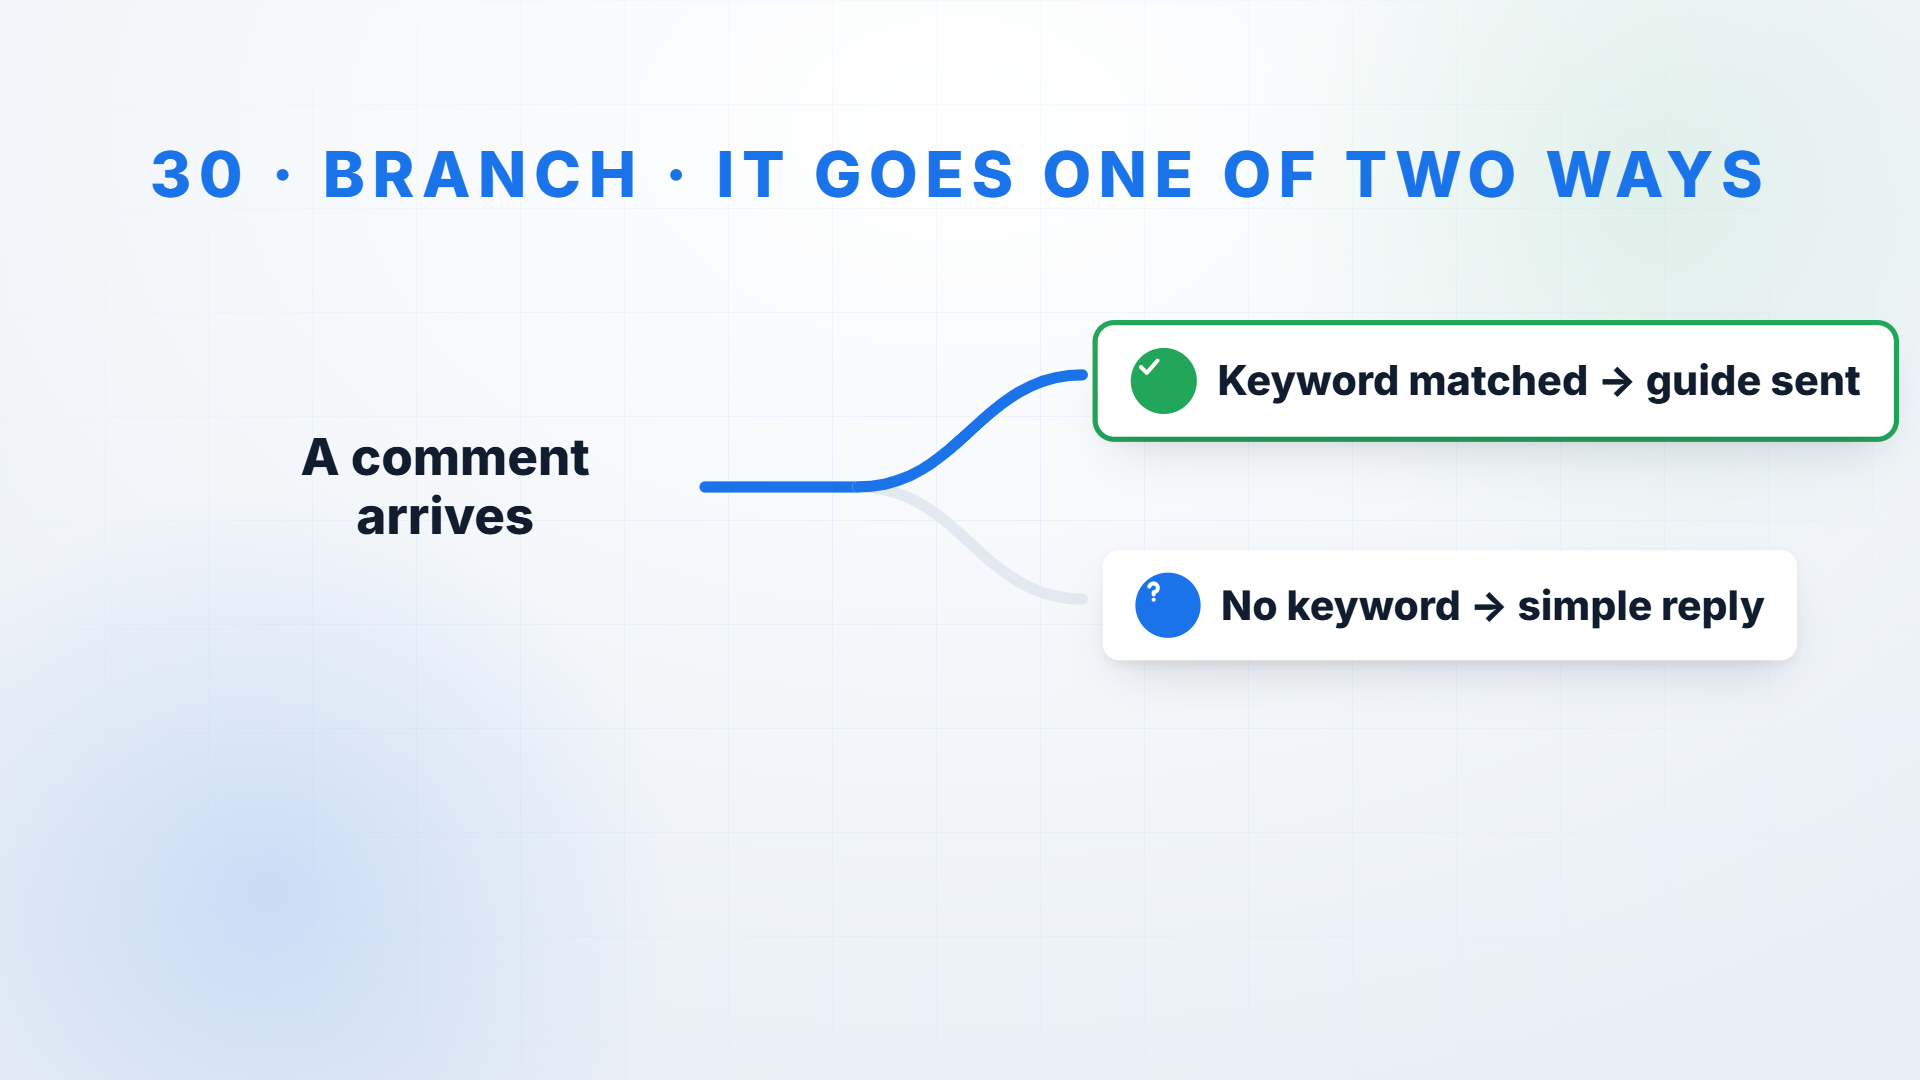 30 · BRANCH · IT GOES ONE OF TWO WAYS
A comment
arrives
Keyword matched → guide sent
? No keyword → simple reply